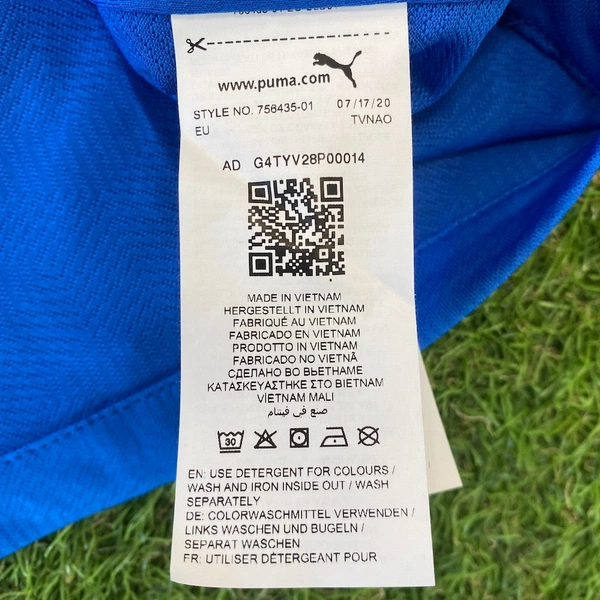 www.puma.com
STYLE NO. 756435-01 07/17/20
EU TVNAO
AD G4TYV28P00014
MADE IN VIETNAM
HERGESTELLT IN VIETNAM
FABRIQUÉ AU VIETNAM
FABRICADO EN VIETNAM
PRODOTTO IN VIETNAM
FABRICADO NO VIETNÃ
СДЕЛАНО ВО ВЬЕТНАМЕ
ΚΑΤΑΣΚΕΥΑΣΤΗΚΕ ΣΤΟ ΒΙΕΤΝΑΜ
VİETNAM MALI
صنع في فيتنام
30
EN: USE DETERGENT FOR COLOURS /
WASH AND IRON INSIDE OUT / WASH
SEPARATELY
DE: COLORWASCHMITTEL VERWENDEN /
LINKS WASCHEN UND BUGELN /
SEPARAT WASCHEN
FR: UTILISER DÉTERGEANT POUR